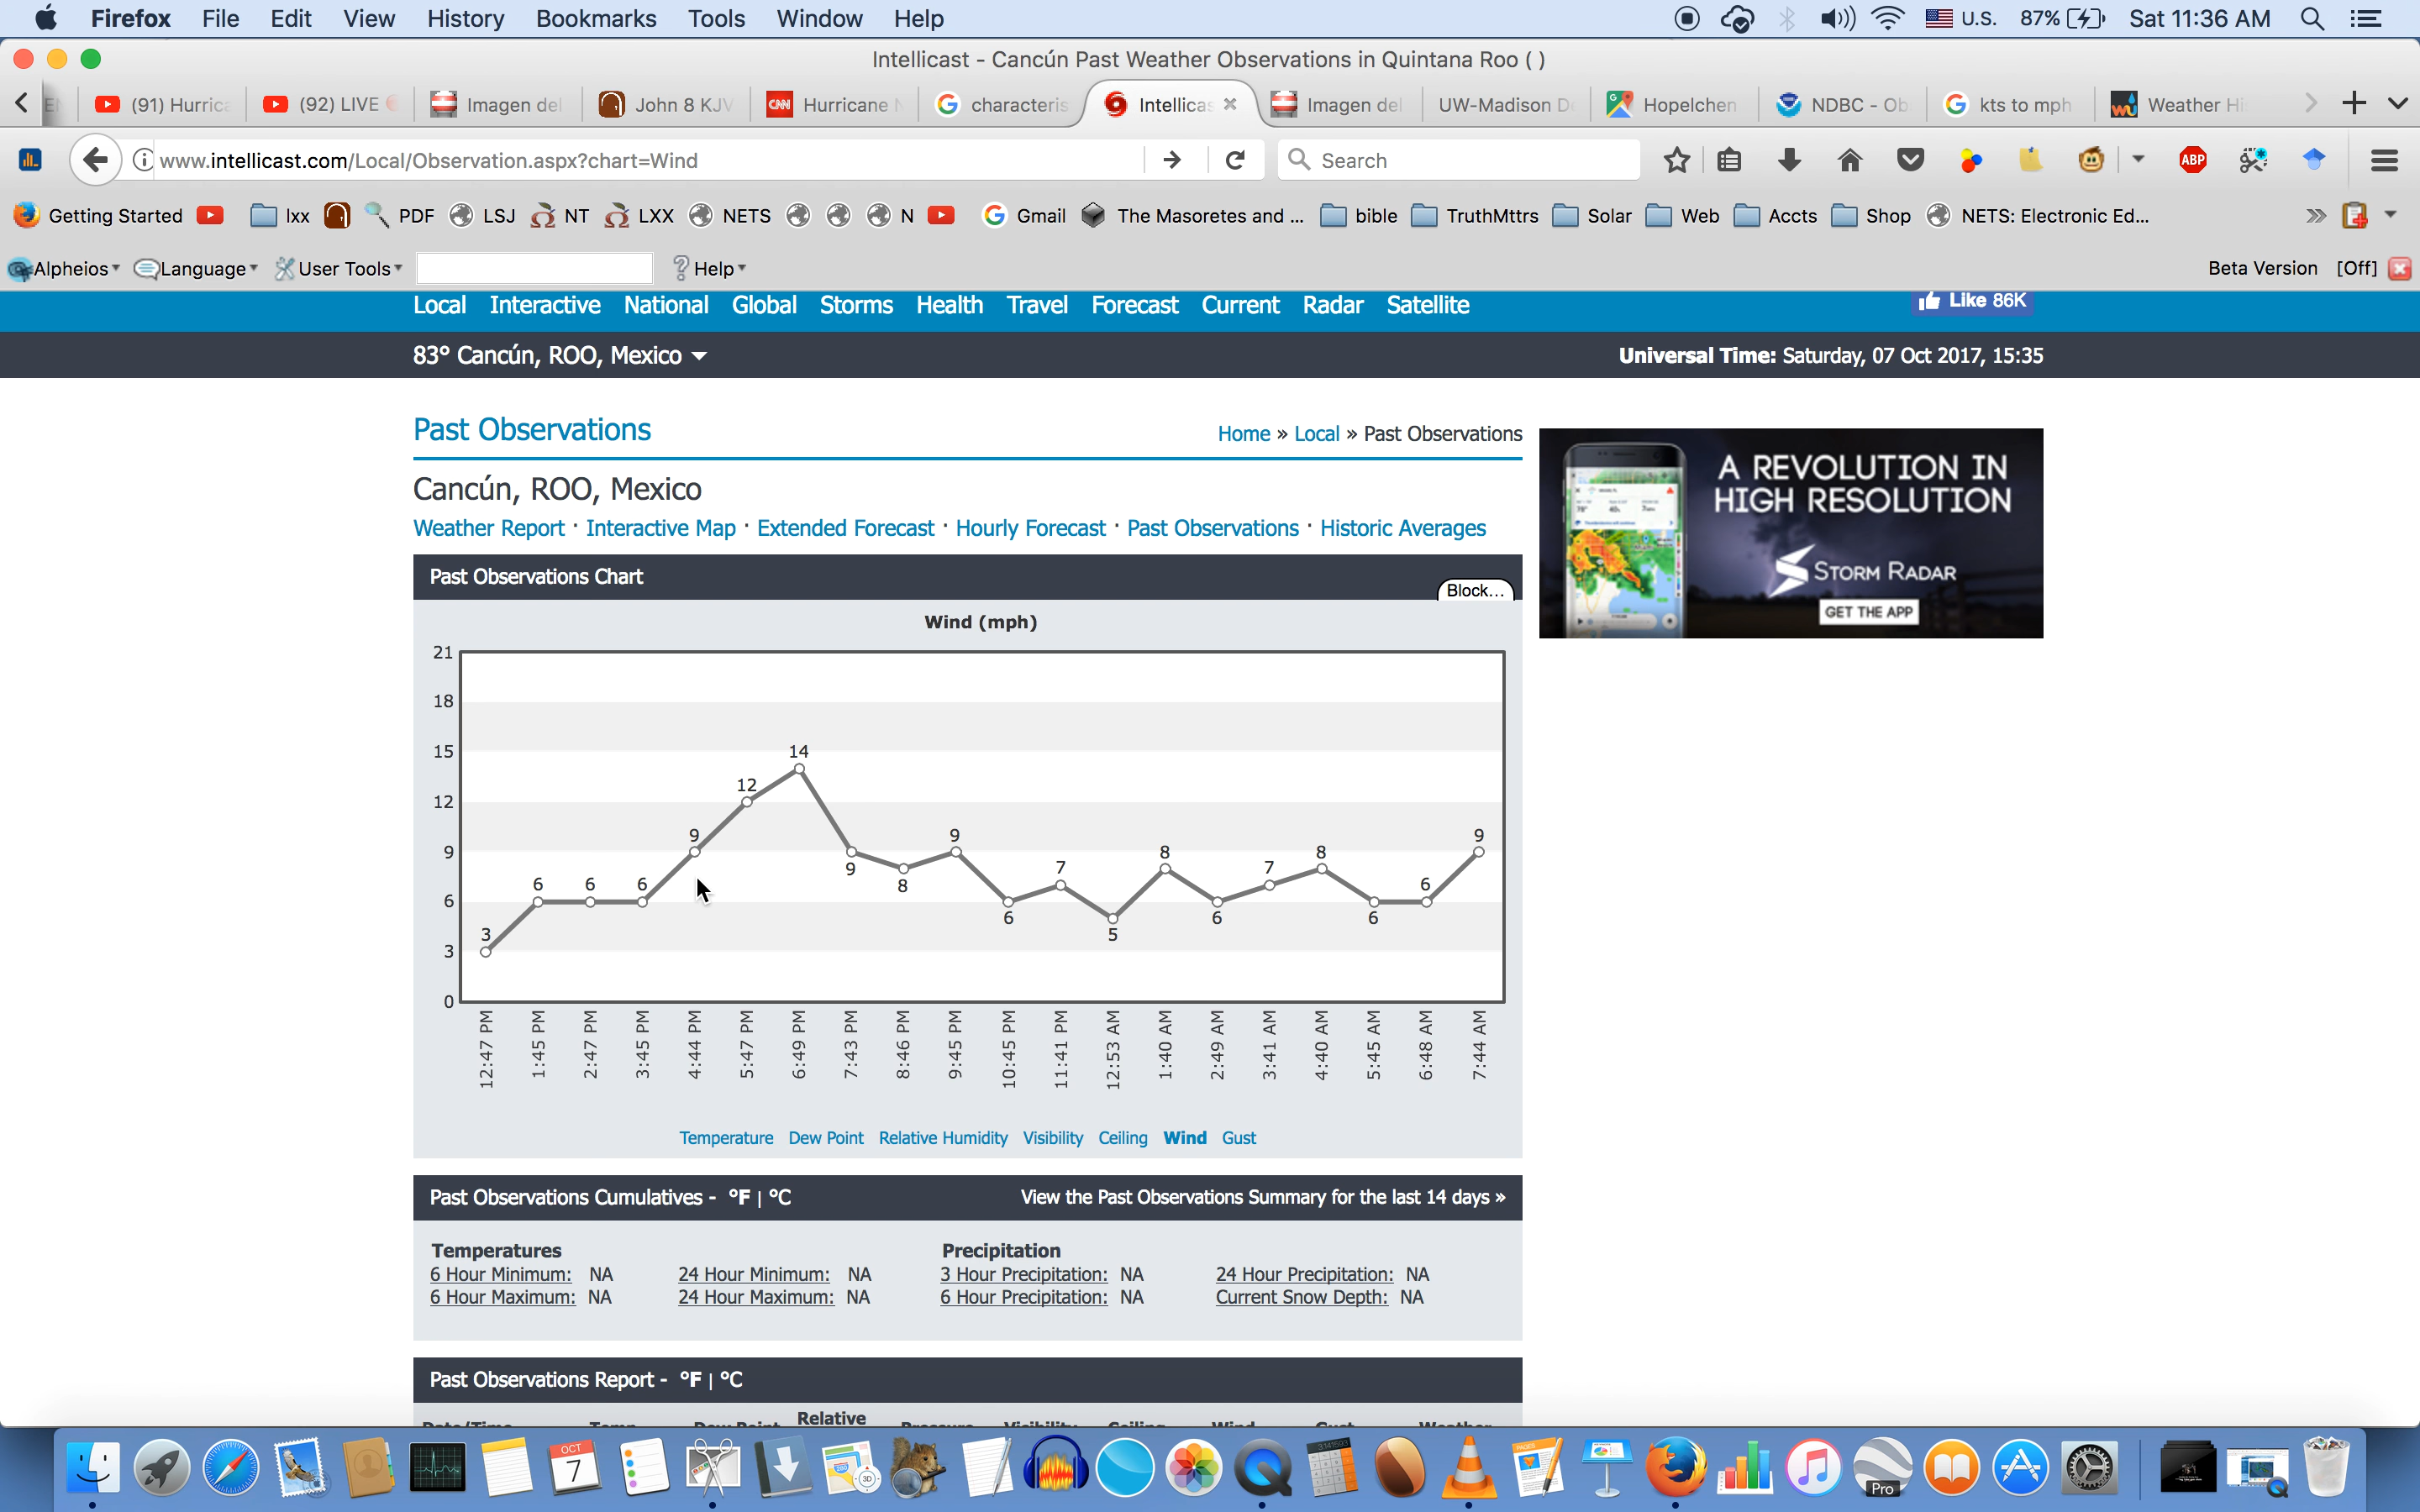 Firefox File Edit View History Bookmarks Tools Window Help U.S. 87% Sat 11:36 AM
Intellicast - Cancún Past Weather Observations in Quintana Roo ( )
(91) Hurrica (92) LIVE Imagen del John 8 KJV CNN Hurricane N characteris Intellicas Imagen del UW-Madison De Hopelchen NDBC - Ob kts to mph Weather Hi
www.intellicast.com/Local/Observation.aspx?chart=Wind Search ABP
Getting Started lxx PDF LSJ NT LXX NETS N Gmail The Masoretes and ... bible TruthMttrs Solar Web Accts Shop NETS: Electronic Ed...
Alpheios Language User Tools Help Beta Version [Off]
Local Interactive National Global Storms Health Travel Forecast Current Radar Satellite Like 86K
83° Cancún, ROO, Mexico Universal Time: Saturday, 07 Oct 2017, 15:35
Past Observations Home » Local » Past Observations
Cancún, ROO, Mexico
Weather Report · Interactive Map · Extended Forecast · Hourly Forecast · Past Observations · Historic Averages
A REVOLUTION IN
HIGH RESOLUTION
STORM RADAR
GET THE APP
Past Observations Chart
Block...
Wind (mph)
21
18
15
12
9
6
3
0
3 6 6 6 9 12 14 9 8 9 6 7 5 8 6 7 8 6 6 9
12:47 PM 1:45 PM 2:47 PM 3:45 PM 4:44 PM 5:47 PM 6:49 PM 7:43 PM 8:46 PM 9:45 PM 10:45 PM 11:41 PM 12:53 AM 1:40 AM 2:49 AM 3:41 AM 4:40 AM 5:45 AM 6:48 AM 7:44 AM
Temperature Dew Point Relative Humidity Visibility Ceiling Wind Gust
Past Observations Cumulatives - °F | °C View the Past Observations Summary for the last 14 days »
Temperatures Precipitation
6 Hour Minimum: NA 24 Hour Minimum: NA 3 Hour Precipitation: NA 24 Hour Precipitation: NA
6 Hour Maximum: NA 24 Hour Maximum: NA 6 Hour Precipitation: NA Current Snow Depth: NA
Past Observations Report - °F | °C
Relative
OCT
7
PAGES
Pro